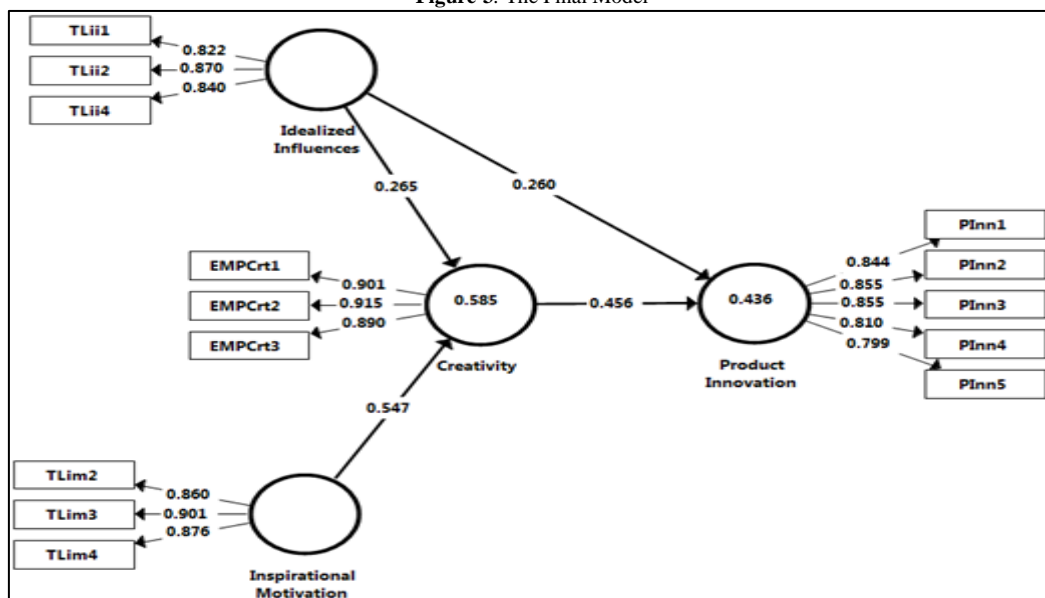 Figure 3. The Final Model
TLii1
TLii2
TLii4
0.822
0.870
0.840
Idealized
Influences
0.265
0.260
EMPCrt1
EMPCrt2
EMPCrt3
0.901
0.915
0.890
0.585
Creativity
0.456
0.436
Product
Innovation
0.844
0.855
0.855
0.810
0.799
PInn1
PInn2
PInn3
PInn4
PInn5
0.547
TLim2
TLim3
TLim4
0.860
0.901
0.876
Inspirational
Motivation